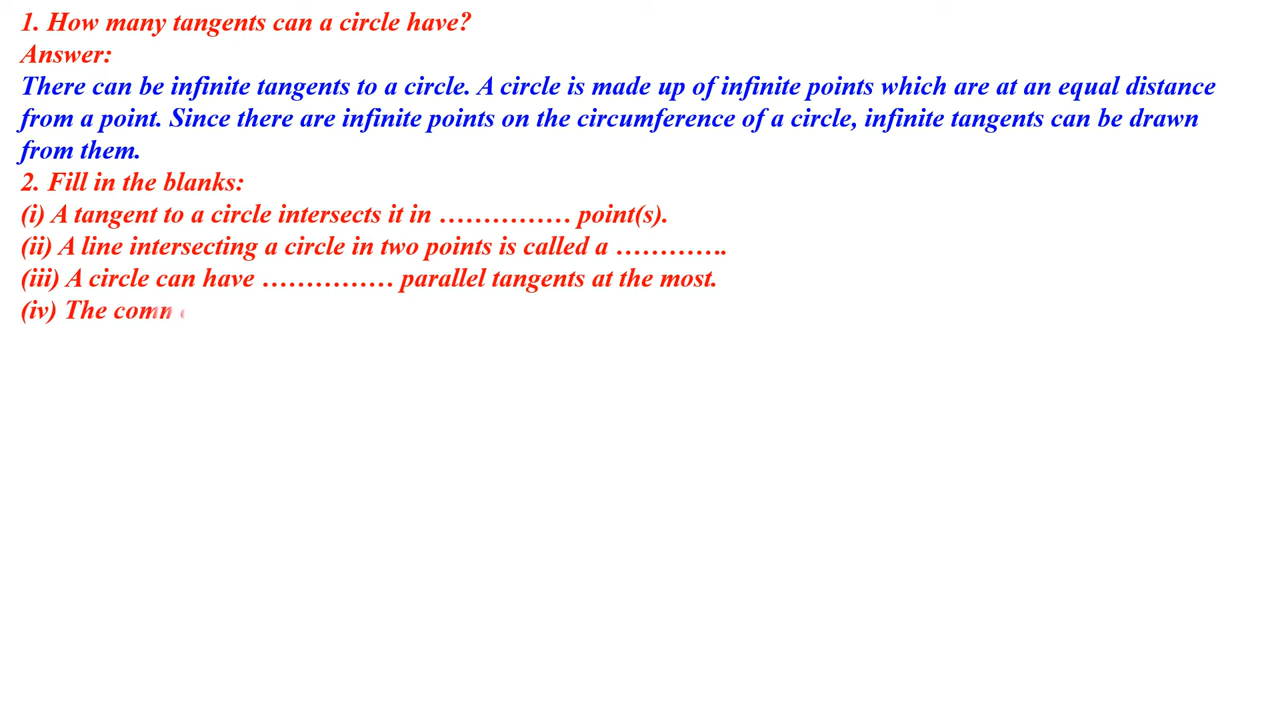 1. How many tangents can a circle have?
Answer:
There can be infinite tangents to a circle. A circle is made up of infinite points which are at an equal distance
from a point. Since there are infinite points on the circumference of a circle, infinite tangents can be drawn
from them.
2. Fill in the blanks:
(i) A tangent to a circle intersects it in …………… point(s).
(ii) A line intersecting a circle in two points is called a ………….
(iii) A circle can have …………… parallel tangents at the most.
(iv) The